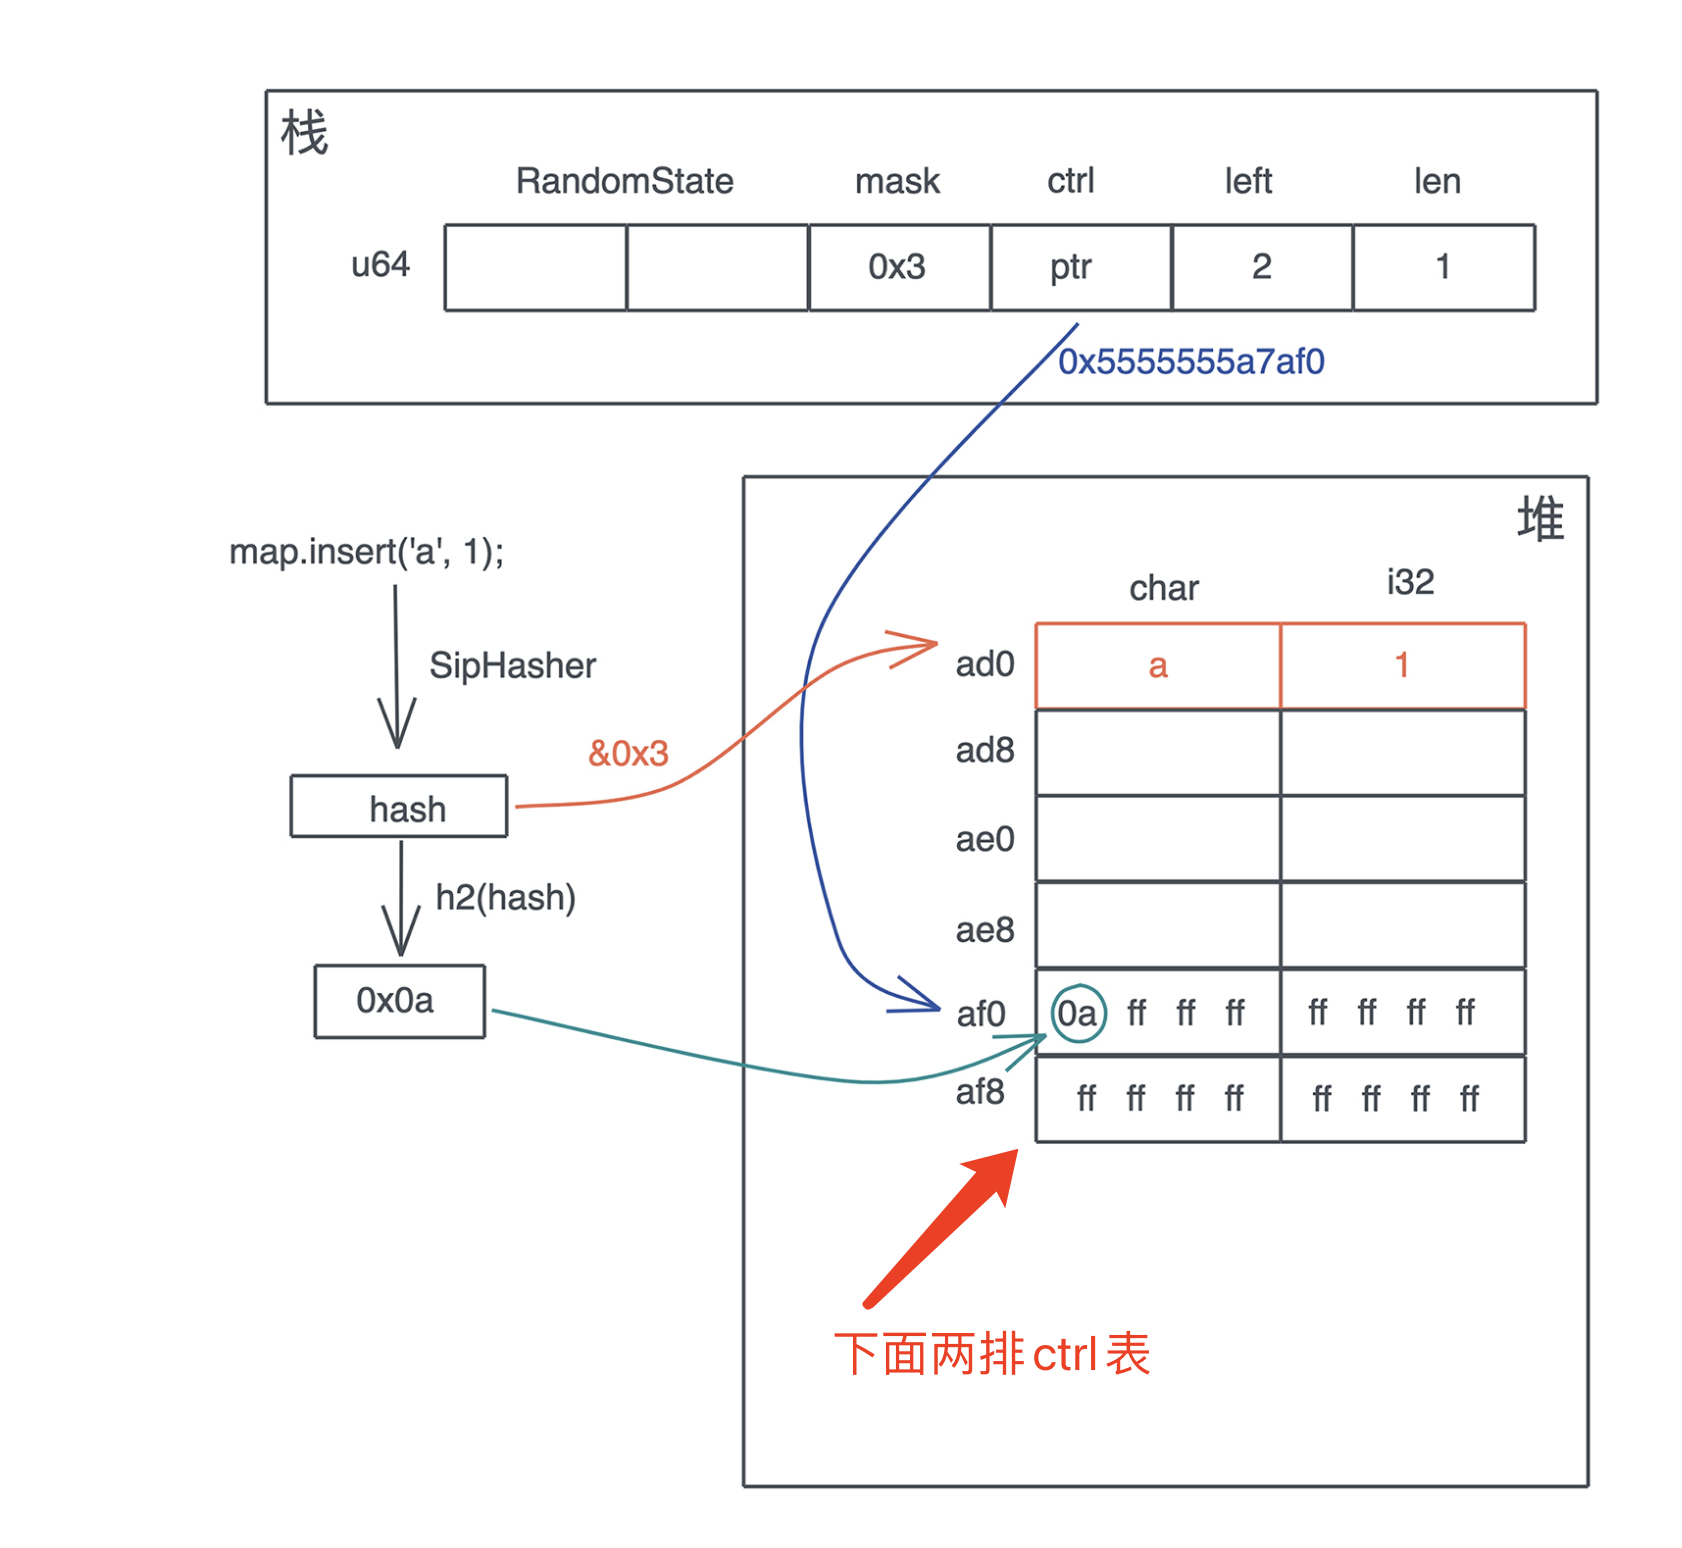 栈
RandomState mask ctrl left len
u64 0x3 ptr 2 1
0x5555555a7af0
堆
map.insert('a', 1);
char i32
SipHasher
ad0 a 1
&0x3
ad8
hash
ae0
h2(hash)
ae8
0x0a
af0 0a ff ff ff ff ff ff ff
af8 ff ff ff ff ff ff ff ff
下面两排ctrl表